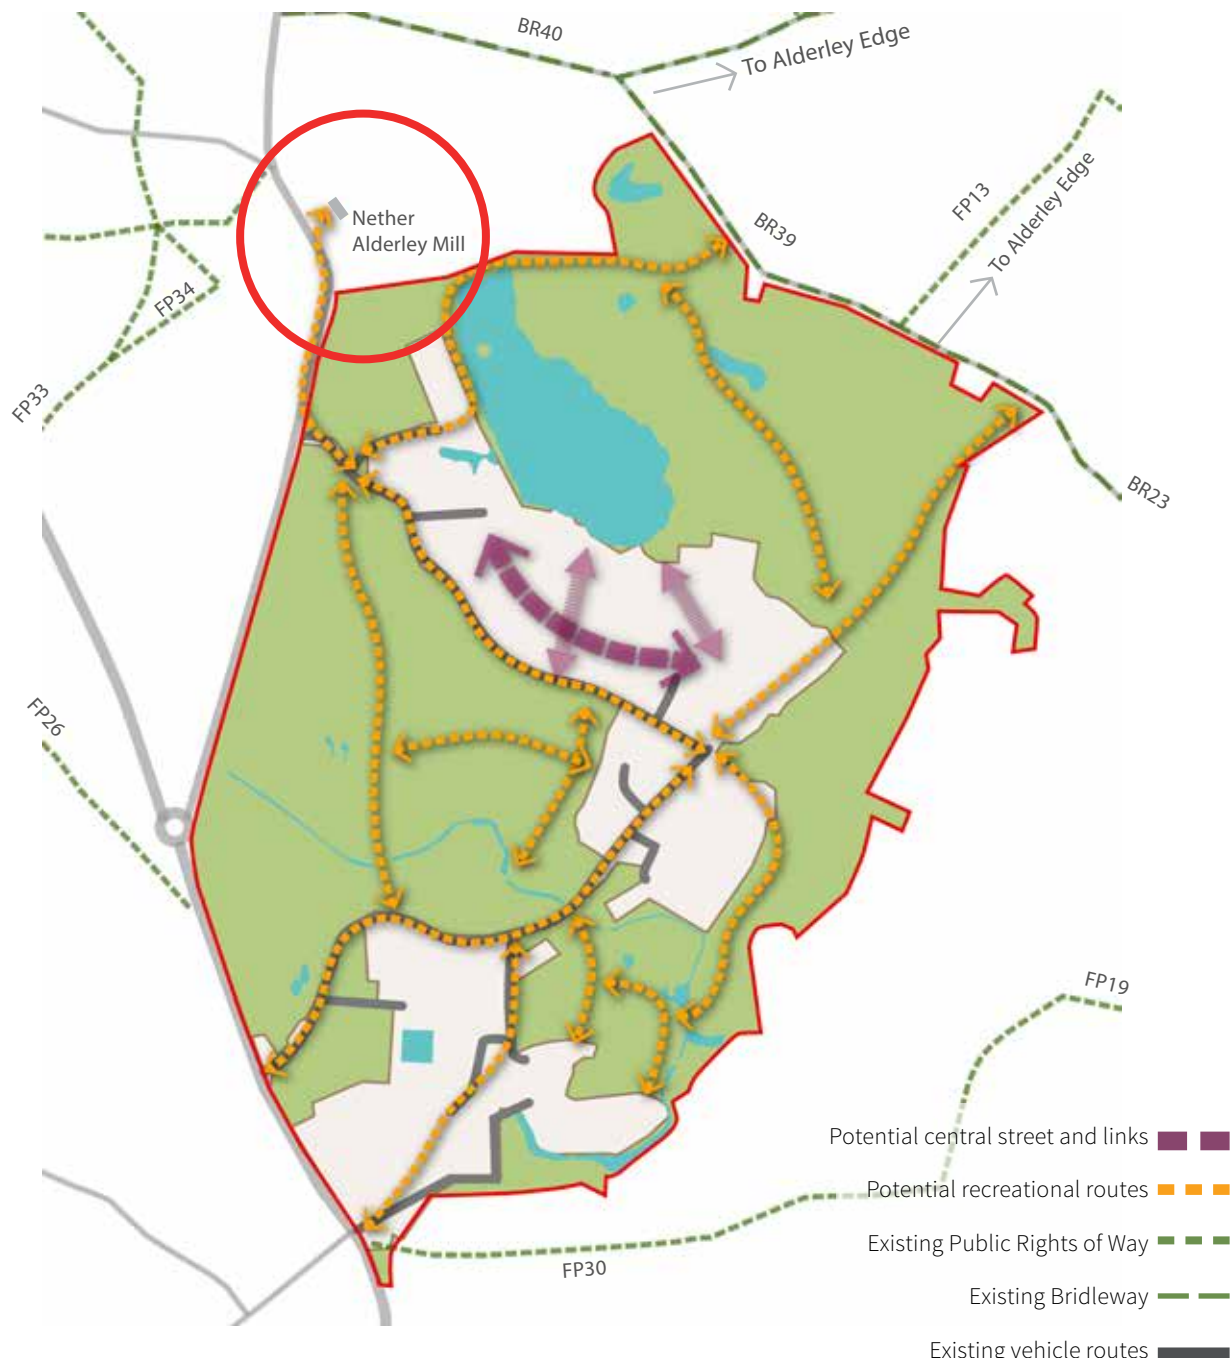 BR40
To Alderley Edge
FP13
BR39
To Alderley Edge
Nether
Alderley Mill
FP34
FP33
BR23
FP26
FP19
FP30
Potential central street and links
Potential recreational routes
Existing Public Rights of Way
Existing Bridleway
Existing vehicle routes